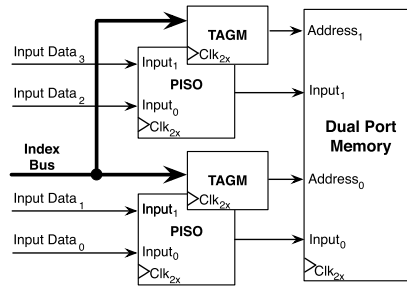 TAGM
Address₁
Clk₂ₓ
Input Data₃
Input₁
PISO
Input Data₂
Input₀
Input₁
Clk₂ₓ
Dual Port
Memory
Index
Bus
TAGM
Address₀
Clk₂ₓ
Input Data₁
Input₁
PISO
Input Data₀
Input₀
Input₀
Clk₂ₓ
Clk₂ₓ